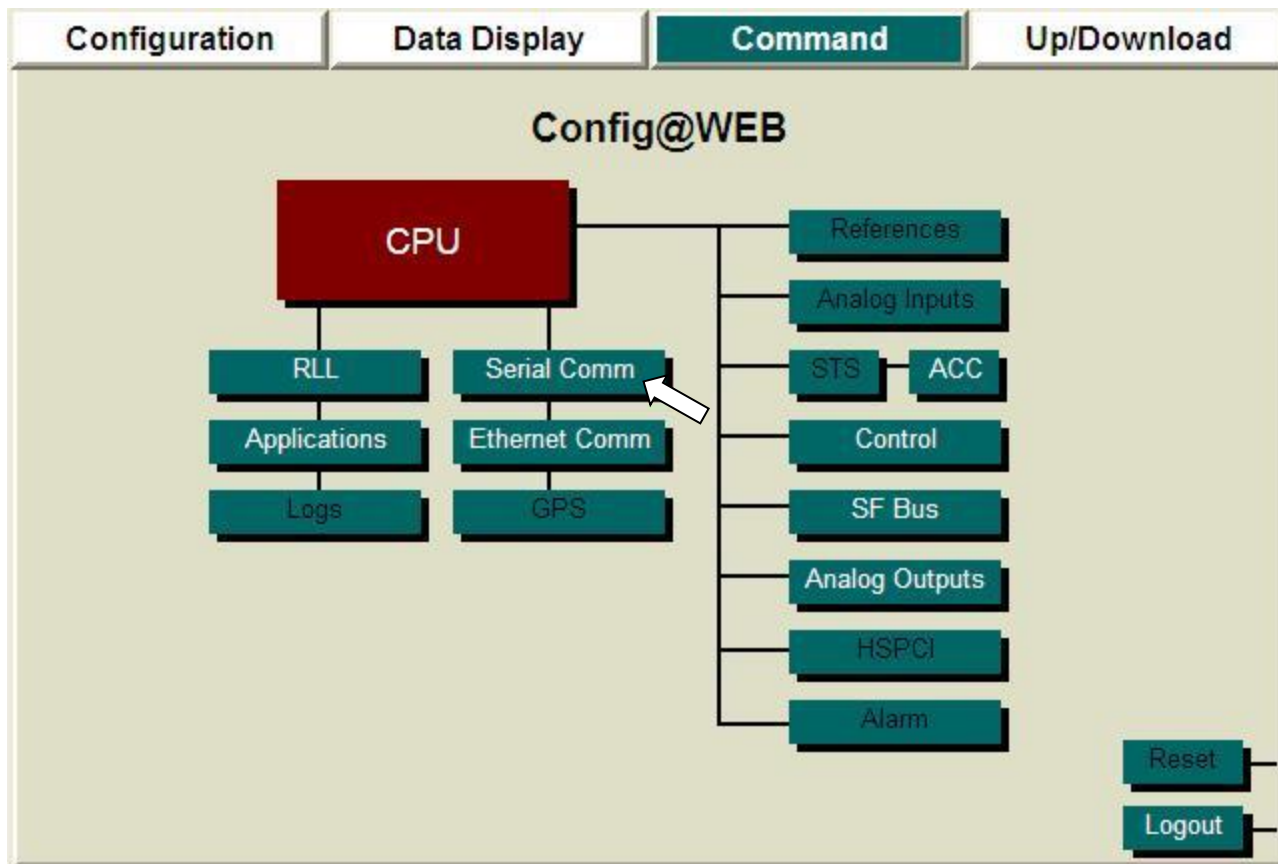 Configuration Data Display Command Up/Download
Config@WEB
CPU
RLL
Applications
Logs
Serial Comm
Ethernet Comm
GPS
References
Analog Inputs
STS ACC
Control
SF Bus
Analog Outputs
HSPCI
Alarm
Reset
Logout